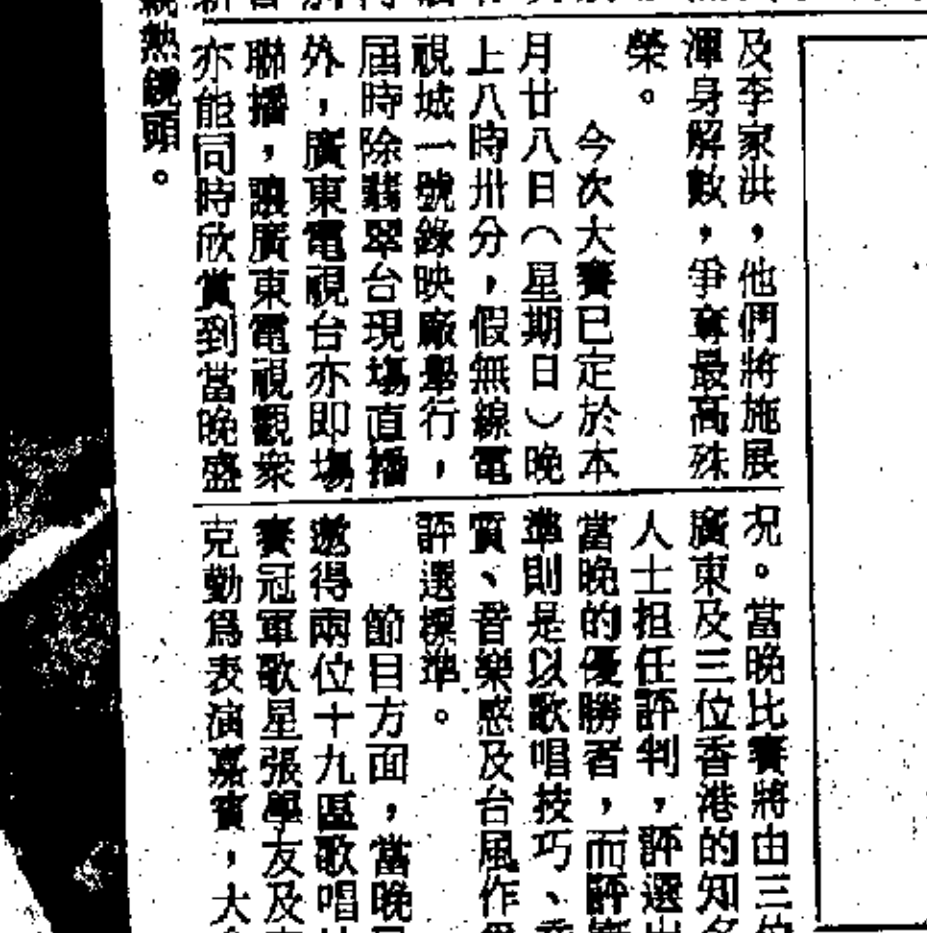 及李家洪，他們將施展
渾身解數，爭奪最高殊
榮。
今次大賽已定於本
月廿八日（星期日）晚
上八時卅分，假無線電
視城一號錄映廠舉行，
屆時除翡翠台現場直播
外，廣東電視台亦即場
聯播，讓廣東電視觀衆
亦能同時欣賞到當晚盛
况。當晚比賽將由三位
廣東及三位香港的知名
人士担任評判，評選出
當晚的優勝者，而評
準則是以歌唱技巧、
質、音樂感及台風作
評選標準。
節目方面，當晚
邀得兩位十九區歌唱
賽冠軍歌星張學友及
克勤爲表演嘉賓，大
熱鏡頭。